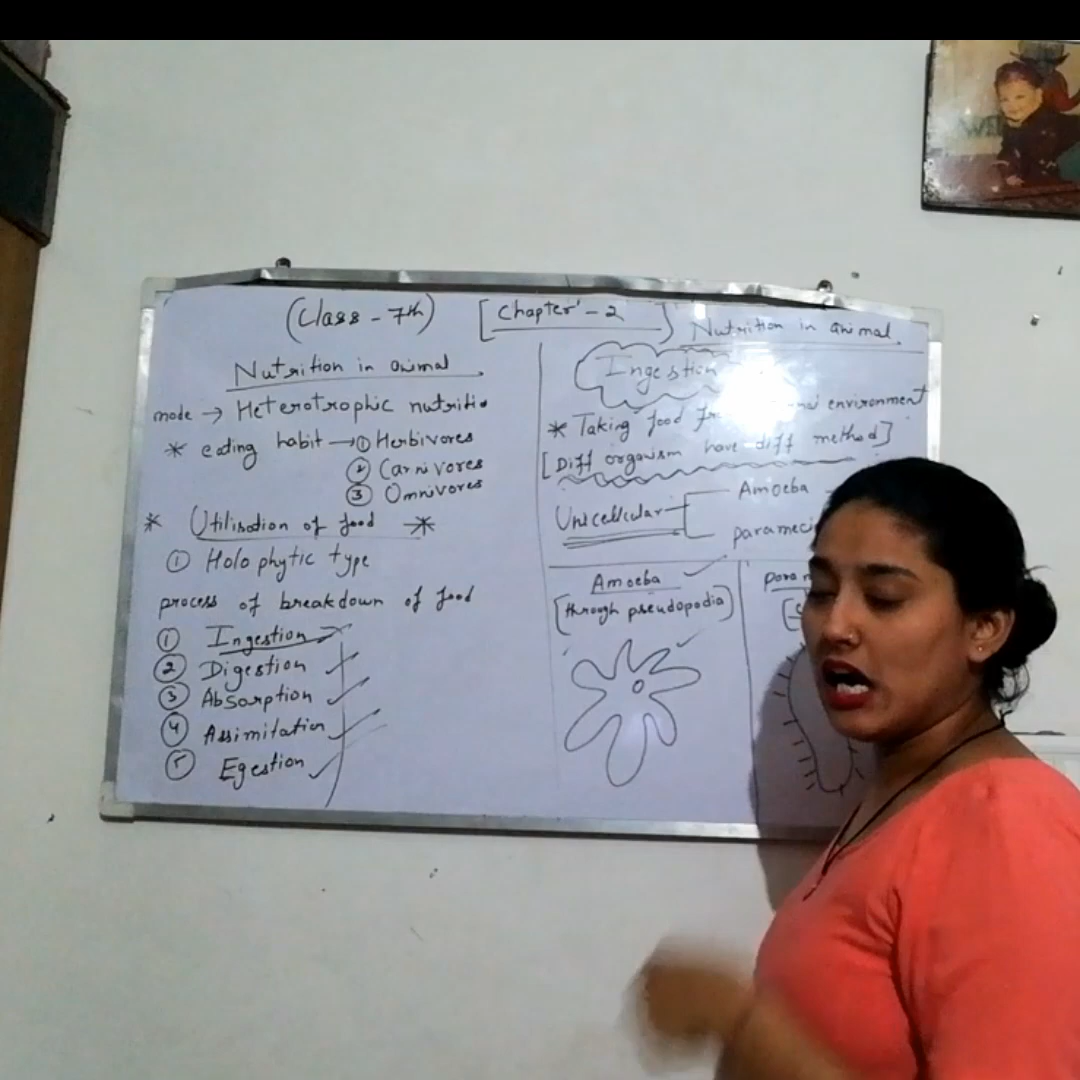 (Class - 7th) [Chapter - 2]
Nutrition in animal.
Nutrition in animal
mode → Heterotrophic nutritio
* eating habit → ① Herbivores
② Carnivores
③ Omnivores
* Utilisation of food *
① Holophytic type
process of breakdown of food
① Ingestion
② Digestion
③ Absorption
④ Assimilation
⑤ Egestion
Ingestion
* Taking food environment
[Diff organism have diff method]
Unicellular
Amoeba
Amoeba
[through pseudopodia]